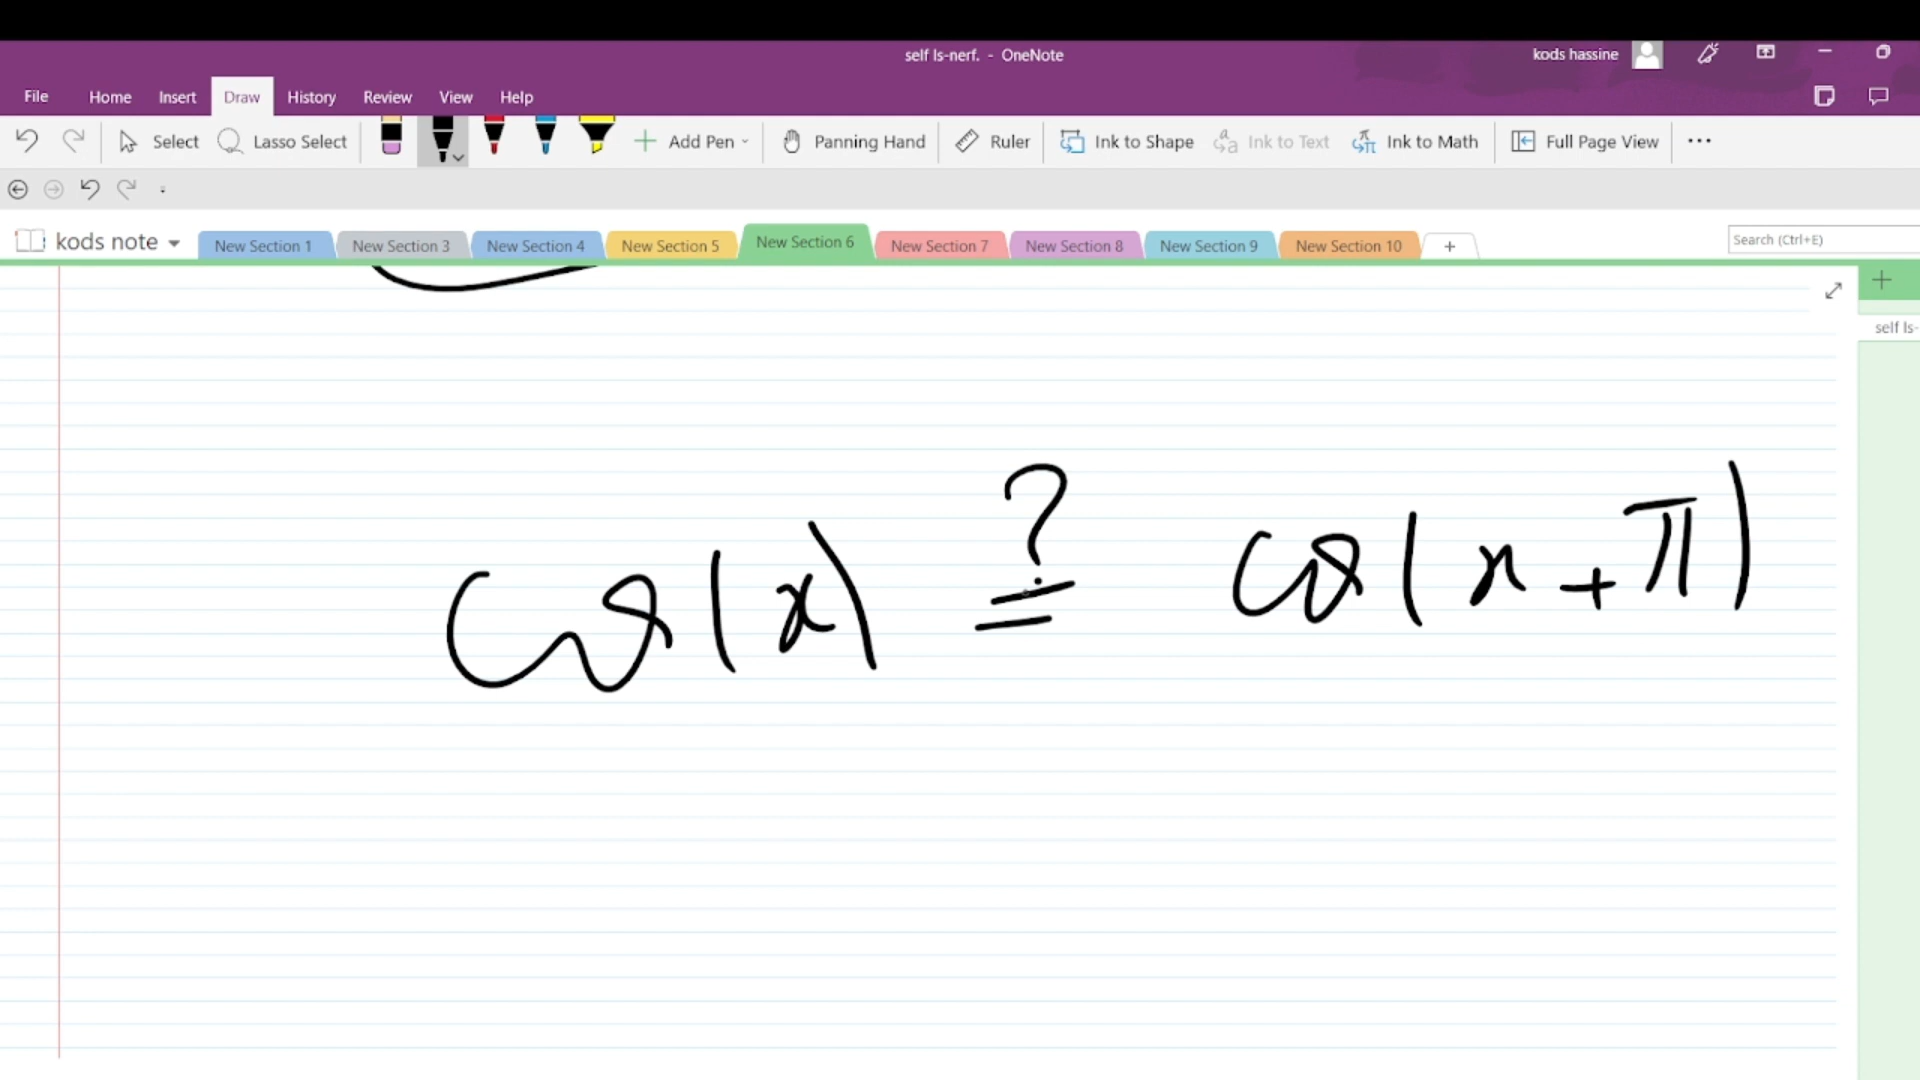 self ls-nerf. - OneNote
kods hassine
File Home Insert Draw History Review View Help
Select Lasso Select Add Pen Panning Hand Ruler Ink to Shape Ink to Text Ink to Math Full Page View
kods note New Section 1 New Section 3 New Section 4 New Section 5 New Section 6 New Section 7 New Section 8 New Section 9 New Section 10 + Search (Ctrl+E)
self ls-
cos(x) ?= cos(x+π)